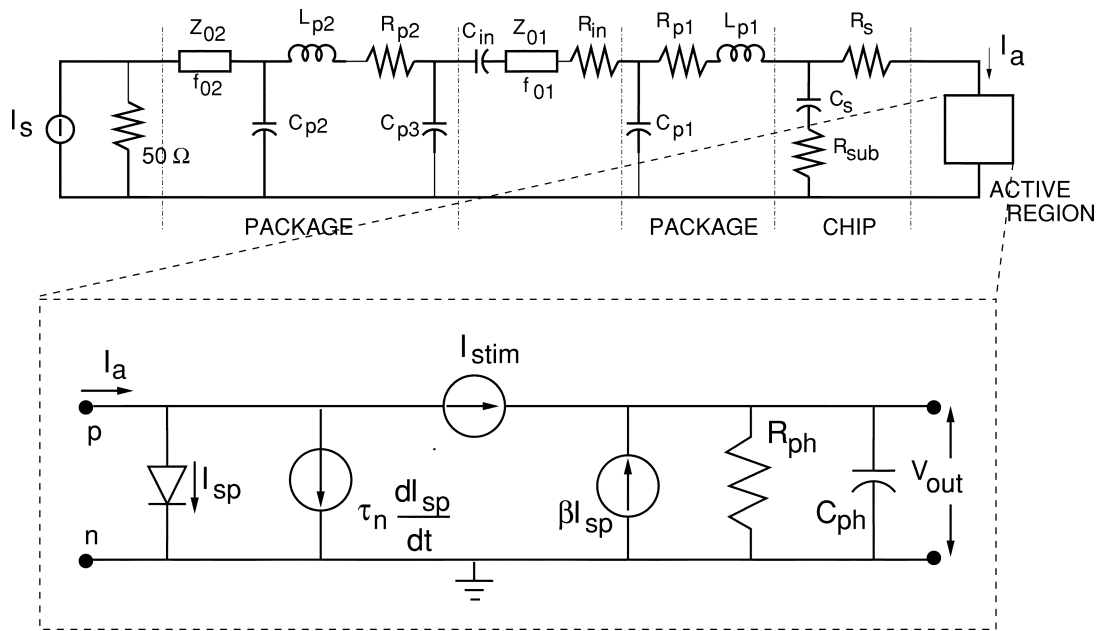 Z02 Lp2 Rp2 Cin Z01 Rin Rp1 Lp1 Rs Ia
f02 f01
Is I 50 Ω Cp2 Cp3 Cp1 Cs
Rsub
ACTIVE
REGION
PACKAGE PACKAGE CHIP
Istim
Ia
p
Rph
Isp τn dIsp/dt βIsp Cph Vout
n